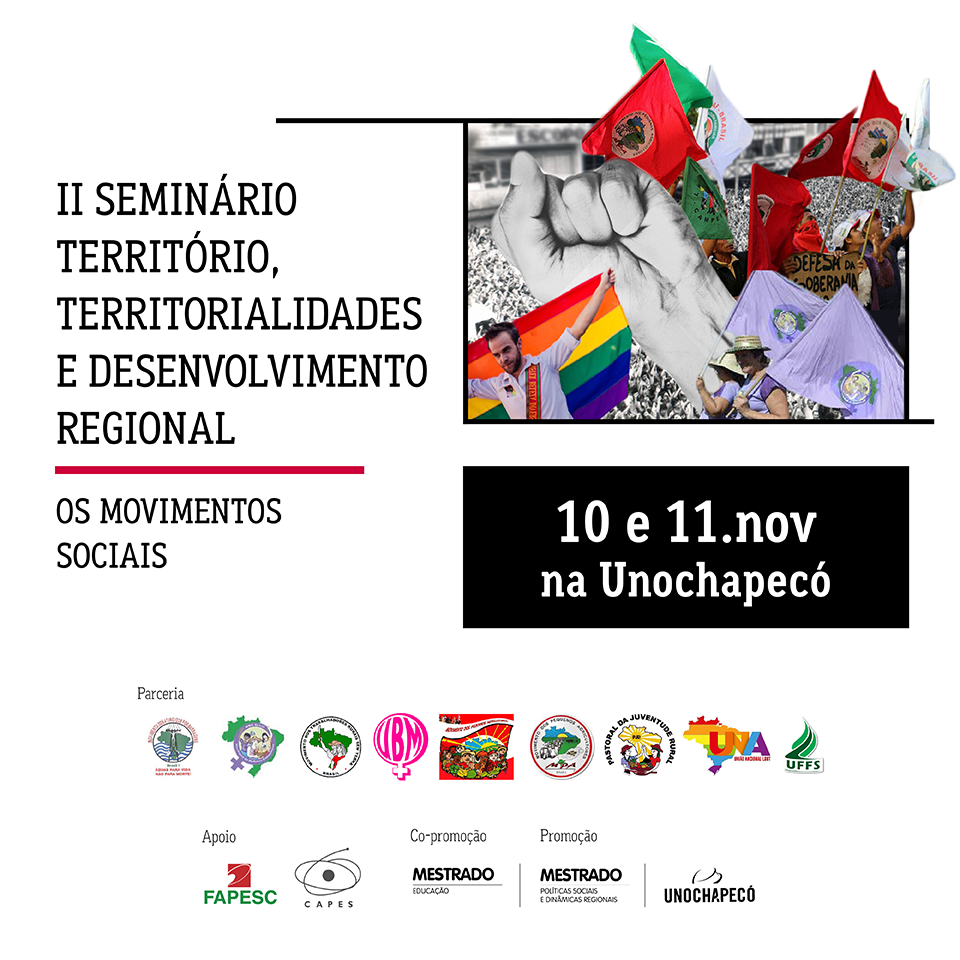 II SEMINÁRIO
TERRITÓRIO,
TERRITORIALIDADES
E DESENVOLVIMENTO
REGIONAL
OS MOVIMENTOS
SOCIAIS
DEFESA DA
SOBERANIA
10 e 11.nov
na Unochapecó
Parceria
ÁGUAS PARA VIDA
NÃO PARA MORTE!
MOVIMENTO DOS TRABALHADORES RURAIS SEM TERRA
BRASIL
UBM
MOVIMENTO DOS PEQUENOS AGRICULTORES
PASTORAL DA JUVENTUDE RURAL
PJR
UNA
UNIÃO NACIONAL LGBT
UFFS
Apoio
FAPESC
CAPES
Co-promoção
MESTRADO
EDUCAÇÃO
Promoção
MESTRADO
POLÍTICAS SOCIAIS
E DINÂMICAS REGIONAIS
UNOCHAPECÓ